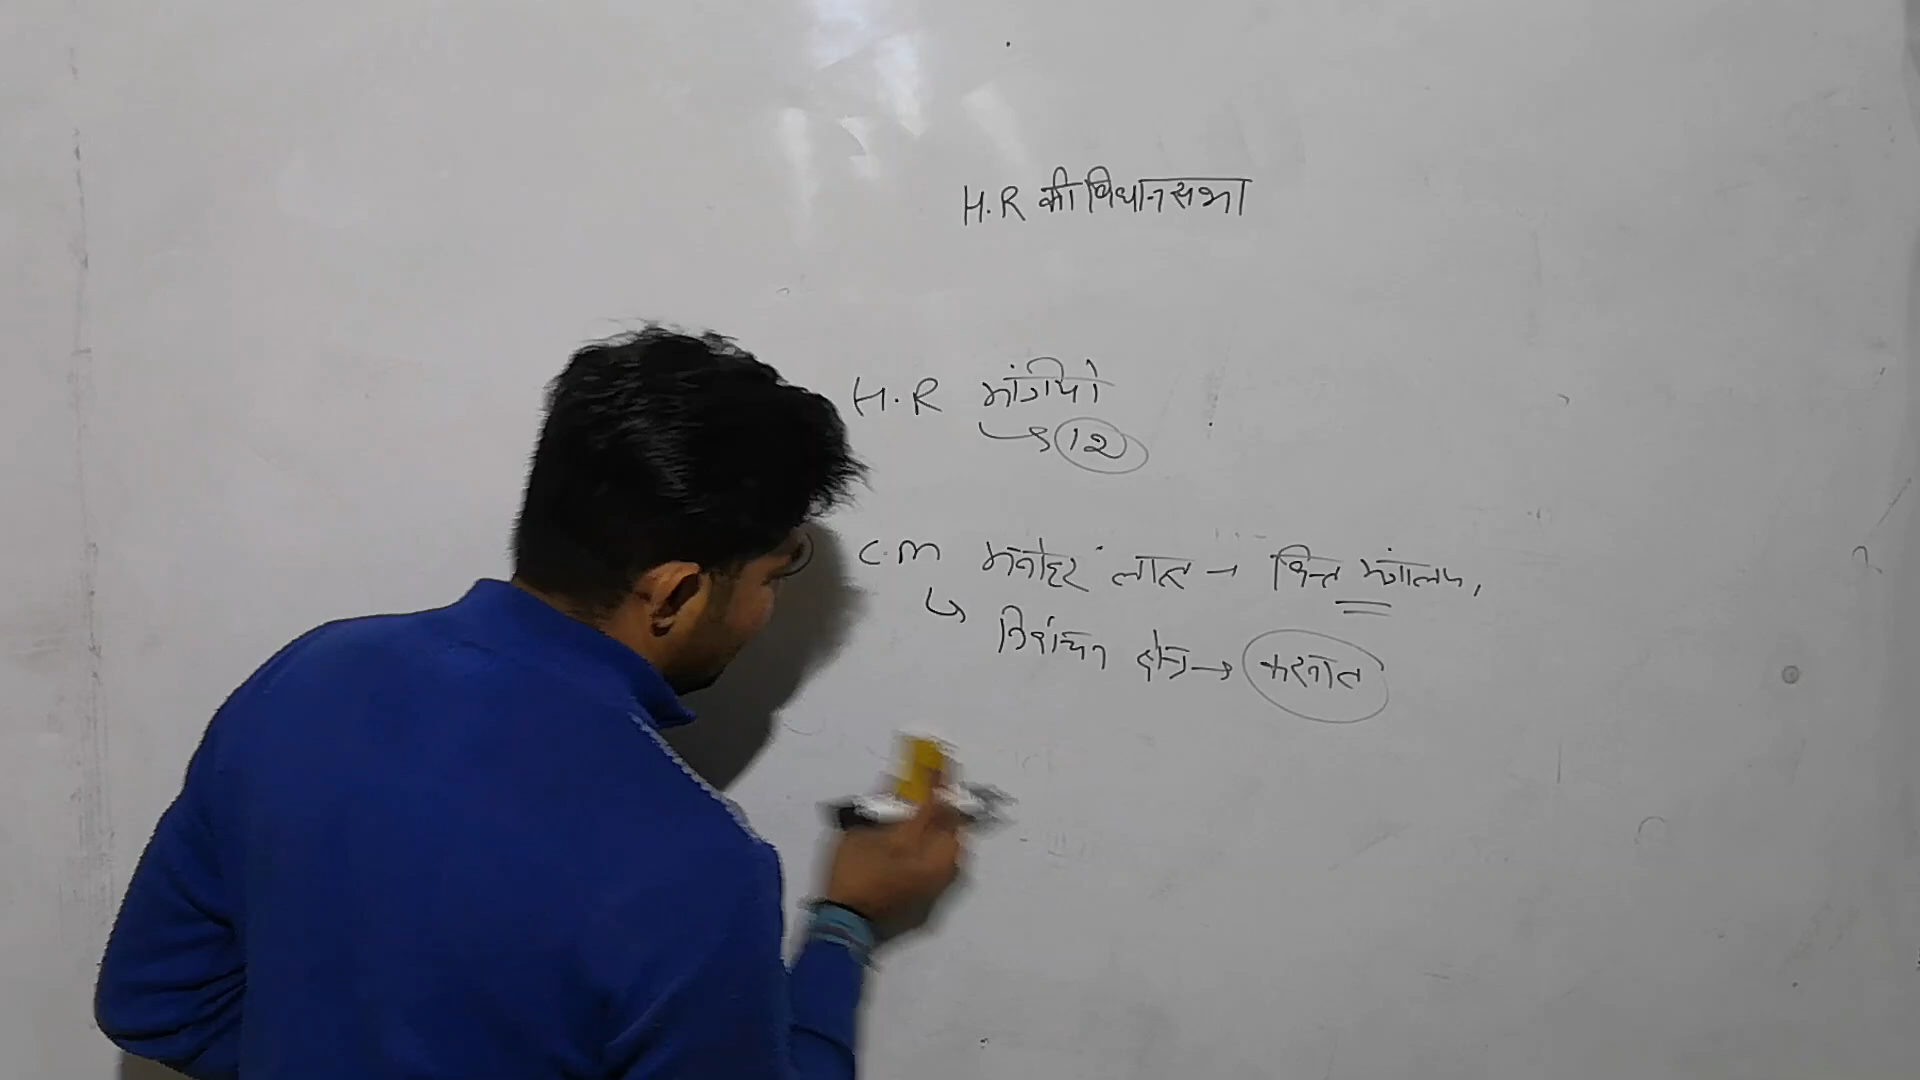 H.R की विधानसभा
H.R मंत्रीयो
↳ 12
C.M मनोहर लाल → वित्त मंत्रालय,
↳ निर्वाचन क्षेत्र → करनाल